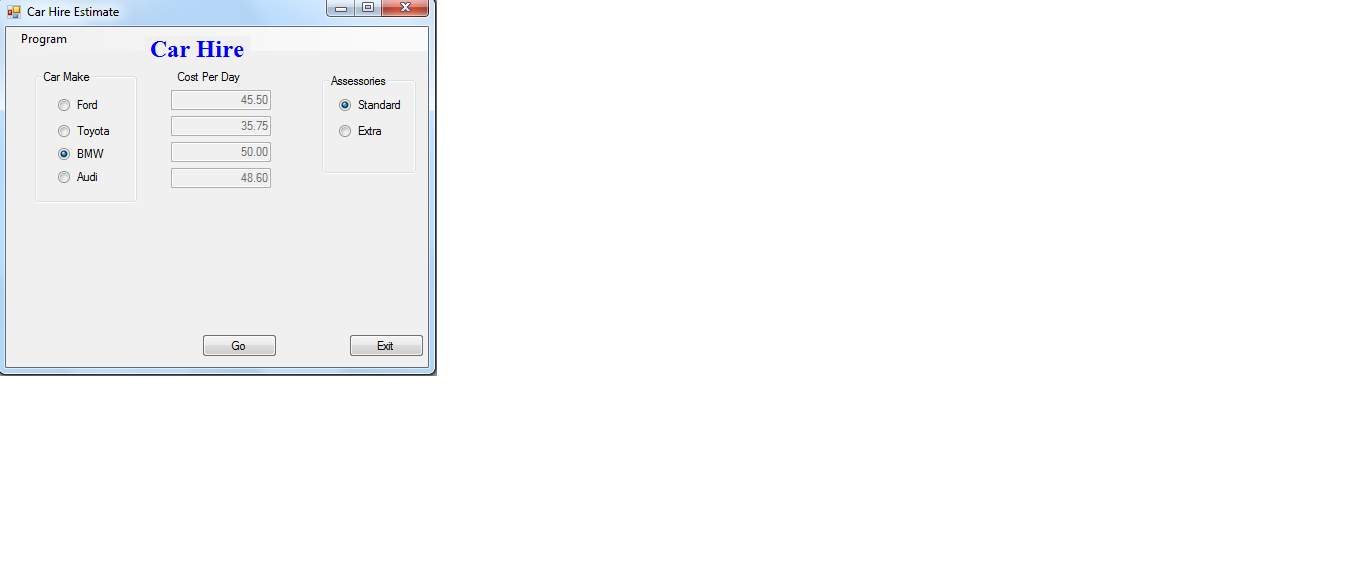 Car Hire Estimate
Program
Car Hire
Car Make
Cost Per Day
Assessories
Ford
45.50
Standard
Toyota
35.75
Extra
BMW
50.00
Audi
48.60
Go
Exit